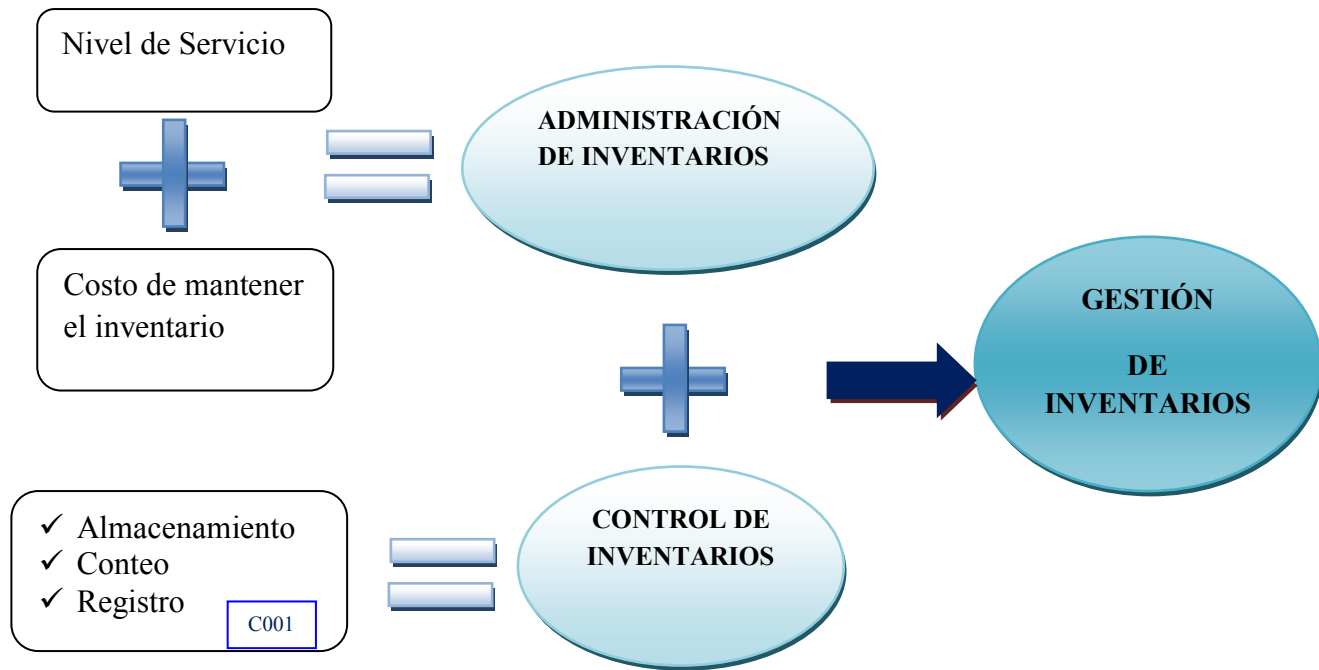 Nivel de Servicio
ADMINISTRACIÓN
DE INVENTARIOS
Costo de mantener
el inventario
GESTIÓN
DE
INVENTARIOS
✓ Almacenamiento
✓ Conteo
✓ Registro
C001
CONTROL DE
INVENTARIOS